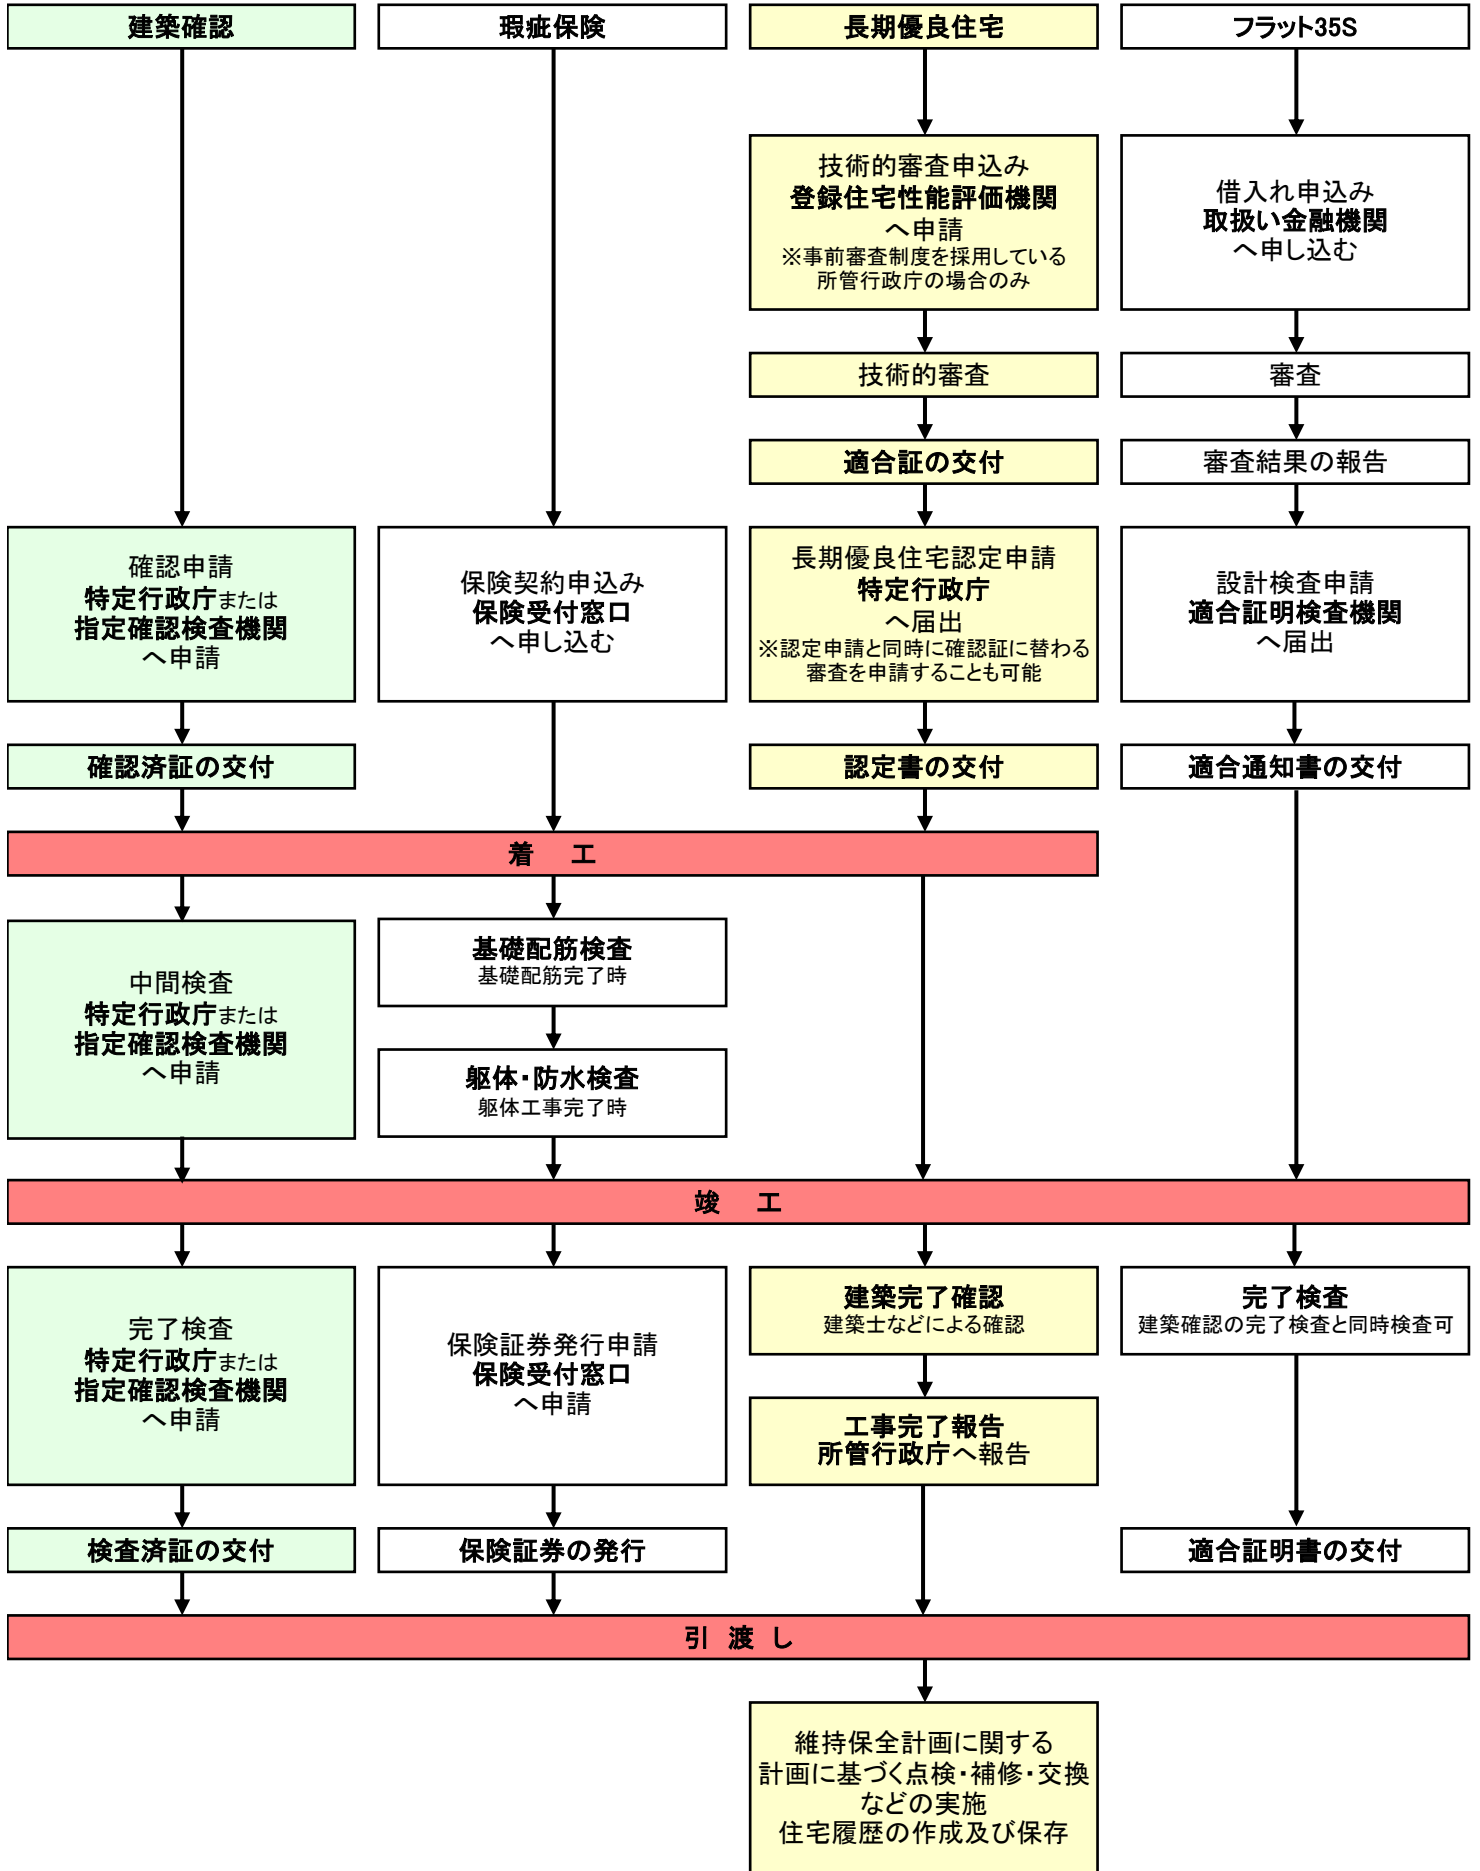 建築確認
瑕疵保険
長期優良住宅
フラット35S
技術的審査申込み
登録住宅性能評価機関
へ申請
※事前審査制度を採用している
所管行政庁の場合のみ
借入れ申込み
取扱い金融機関
へ申し込む
技術的審査
審査
適合証の交付
審査結果の報告
確認申請
特定行政庁または
指定確認検査機関
へ申請
保険契約申込み
保険受付窓口
へ申し込む
長期優良住宅認定申請
特定行政庁
へ届出
※認定申請と同時に確認証に替わる
審査を申請することも可能
設計検査申請
適合証明検査機関
へ届出
確認済証の交付
認定書の交付
適合通知書の交付
着　工
中間検査
特定行政庁または
指定確認検査機関
へ申請
基礎配筋検査
基礎配筋完了時
躯体・防水検査
躯体工事完了時
竣　工
完了検査
特定行政庁または
指定確認検査機関
へ申請
保険証券発行申請
保険受付窓口
へ申請
建築完了確認
建築士などによる確認
完了検査
建築確認の完了検査と同時検査可
工事完了報告
所管行政庁へ報告
検査済証の交付
保険証券の発行
適合証明書の交付
引 渡 し
維持保全計画に関する
計画に基づく点検・補修・交換
などの実施
住宅履歴の作成及び保存